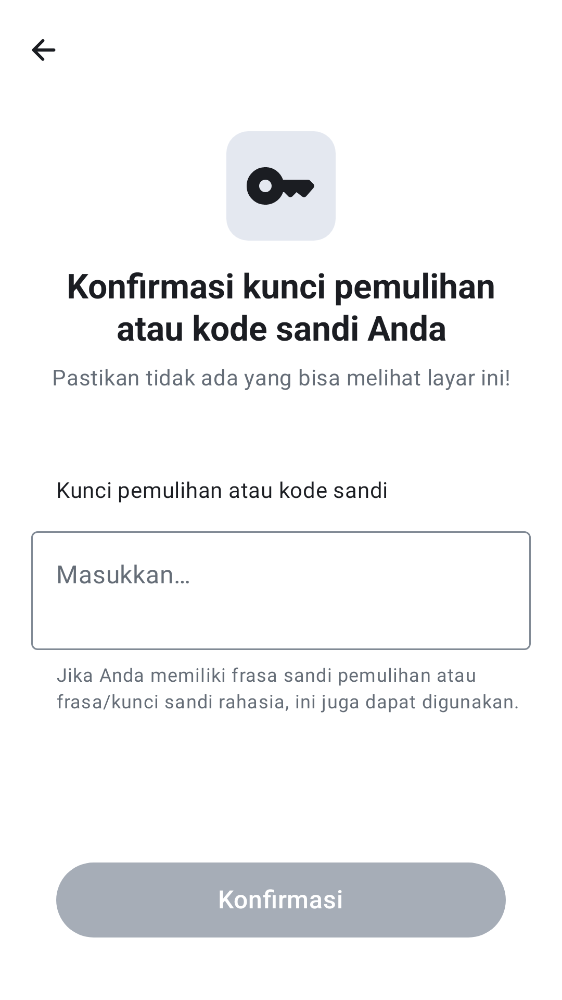 Konfirmasi kunci pemulihan
atau kode sandi Anda
Pastikan tidak ada yang bisa melihat layar ini!
Kunci pemulihan atau kode sandi
Masukkan…
Jika Anda memiliki frasa sandi pemulihan atau
frasa/kunci sandi rahasia, ini juga dapat digunakan.
Konfirmasi